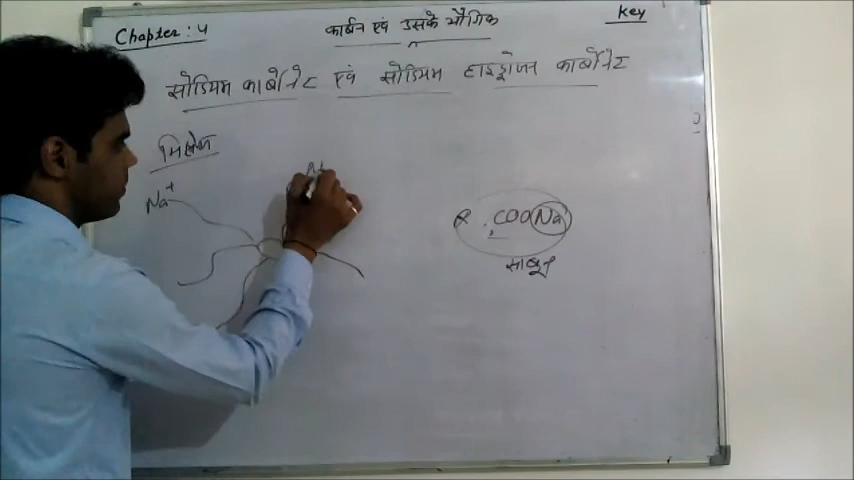 Chapter : 4
कार्बन एवं उसके यौगिक
Key
सोडियम कार्बोनेट एवं सोडियम हाइड्रोजन कार्बोनेट
मिसेल
Na+
R . COONa
साबुन